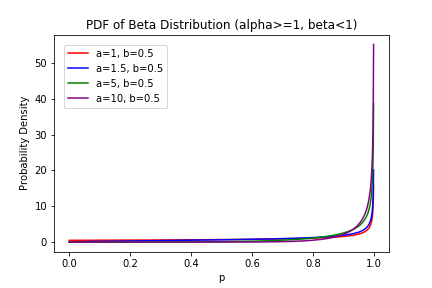 PDF of Beta Distribution (alpha>=1, beta<1)
a=1, b=0.5
a=1.5, b=0.5
a=5, b=0.5
a=10, b=0.5
Probability Density
50
40
30
20
10
0
0.0 0.2 0.4 0.6 0.8 1.0
p